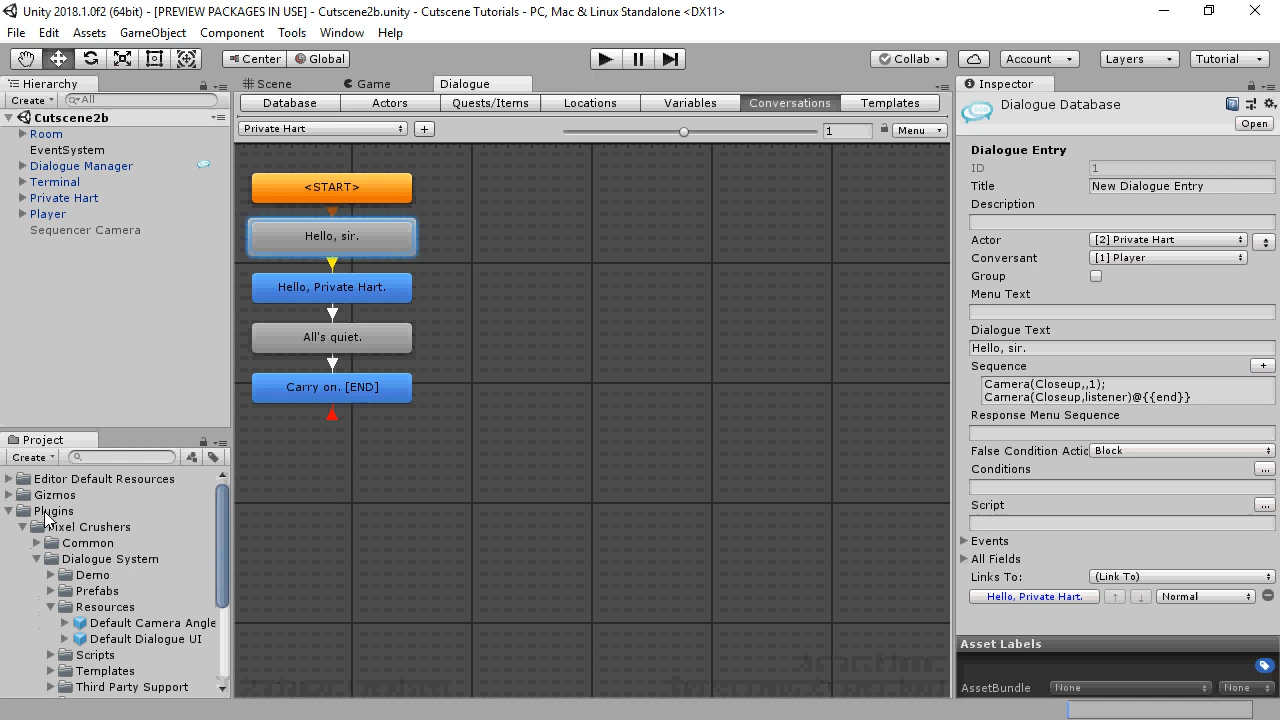 Unity 2018.1.0f2 (64bit) - [PREVIEW PACKAGES IN USE] - Cutscene2b.unity - Cutscene Tutorials - PC, Mac & Linux Standalone <DX11>
File Edit Assets GameObject Component Tools Window Help
Center Global Collab Account Layers Tutorial
Hierarchy
Create All
Cutscene2b
Room
EventSystem
Dialogue Manager
Terminal
Private Hart
Player
Sequencer Camera
Project
Create
Editor Default Resources
Gizmos
Plugins
Pixel Crushers
Common
Dialogue System
Demo
Prefabs
Resources
Default Camera Angle
Default Dialogue UI
Scripts
Templates
Third Party Support
Scene Game Dialogue
Database Actors Quests/Items Locations Variables Conversations Templates
Private Hart + 1 Menu
<START>
Hello, sir.
Hello, Private Hart.
All's quiet.
Carry on. [END]
Inspector
Dialogue Database
Open
Dialogue Entry
ID 1
Title New Dialogue Entry
Description
Actor [2] Private Hart
Conversant [1] Player
Group
Menu Text
Dialogue Text
Hello, sir.
Sequence +
Camera(Closeup,,1);
Camera(Closeup,listener)@{{end}}
Response Menu Sequence
False Condition Actio Block
Conditions ...
Script ...
Events
All Fields
Links To: (Link To)
Hello, Private Hart. ↑ ↓ Normal
Asset Labels
AssetBundle None None